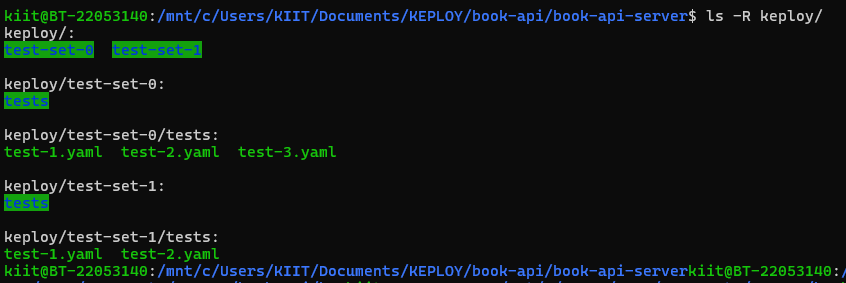 kiit@BT-22053140:/mnt/c/Users/KIIT/Documents/KEPLOY/book-api/book-api-server$ ls -R keploy/
keploy/:
test-set-0  test-set-1
keploy/test-set-0:
tests
keploy/test-set-0/tests:
test-1.yaml  test-2.yaml  test-3.yaml
keploy/test-set-1:
tests
keploy/test-set-1/tests:
test-1.yaml  test-2.yaml
kiit@BT-22053140:/mnt/c/Users/KIIT/Documents/KEPLOY/book-api/book-api-serverkiit@BT-22053140:/